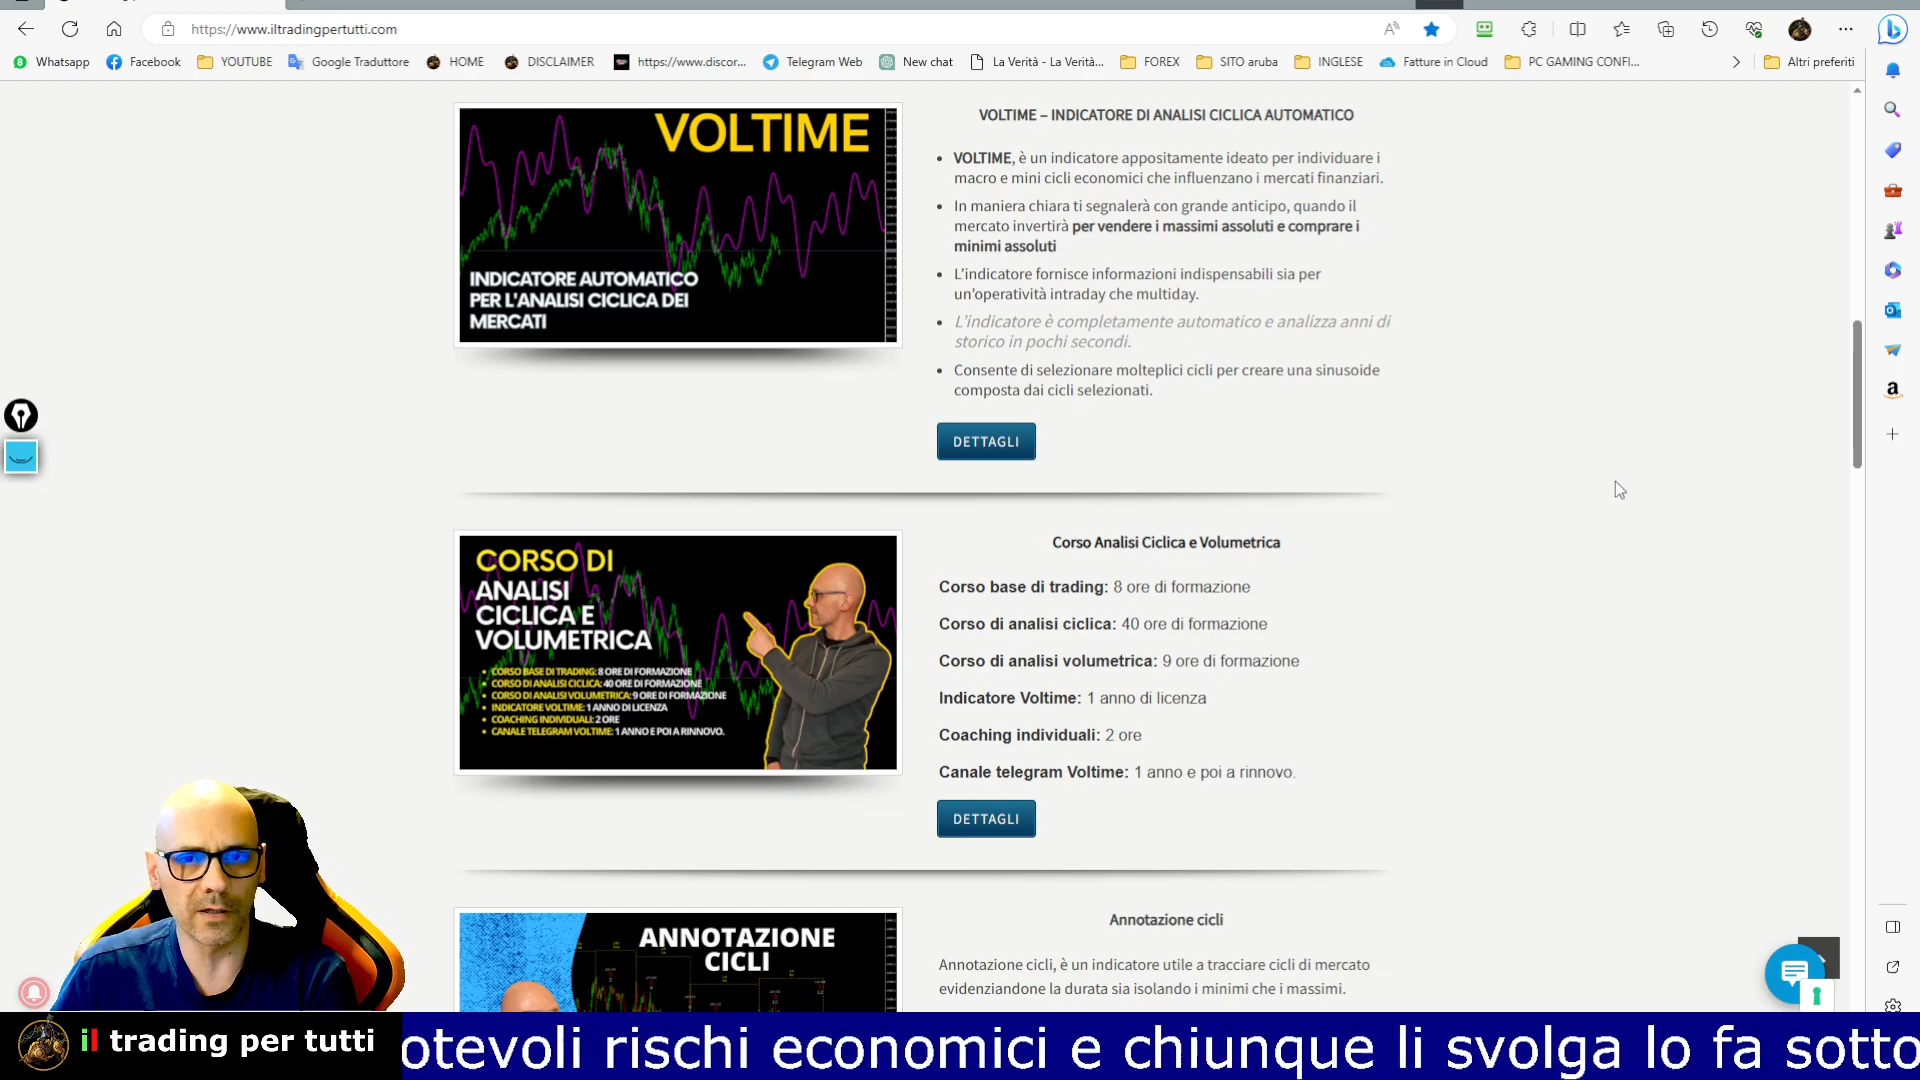 https://www.iltradingpertutti.com
Whatsapp
Facebook
YOUTUBE
Google Traduttore
HOME
DISCLAIMER
https://www.discor...
Telegram Web
New chat
La Verità - La Verità...
FOREX
SITO aruba
INGLESE
Fatture in Cloud
PC GAMING CONFI...
Altri preferiti
VOLTIME
INDICATORE AUTOMATICO
PER L'ANALISI CICLICA DEI
MERCATI
VOLTIME – INDICATORE DI ANALISI CICLICA AUTOMATICO
VOLTIME, è un indicatore appositamente ideato per individuare i
macro e mini cicli economici che influenzano i mercati finanziari.
In maniera chiara ti segnalerà con grande anticipo, quando il
mercato invertirà per vendere i massimi assoluti e comprare i
minimi assoluti
L'indicatore fornisce informazioni indispensabili sia per
un'operatività intraday che multiday.
L'indicatore è completamente automatico e analizza anni di
storico in pochi secondi.
Consente di selezionare molteplici cicli per creare una sinusoide
composta dai cicli selezionati.
DETTAGLI
CORSO DI
ANALISI
CICLICA E
VOLUMETRICA
CORSO BASE DI TRADING: 8 ORE DI FORMAZIONE
CORSO DI ANALISI CICLICA: 40 ORE DI FORMAZIONE
CORSO DI ANALISI VOLUMETRICA: 9 ORE DI FORMAZIONE
INDICATORE VOLTIME: 1 ANNO DI LICENZA
COACHING INDIVIDUALI: 2 ORE
CANALE TELEGRAM VOLTIME: 1 ANNO E POI A RINNOVO.
Corso Analisi Ciclica e Volumetrica
Corso base di trading: 8 ore di formazione
Corso di analisi ciclica: 40 ore di formazione
Corso di analisi volumetrica: 9 ore di formazione
Indicatore Voltime: 1 anno di licenza
Coaching individuali: 2 ore
Canale telegram Voltime: 1 anno e poi a rinnovo.
DETTAGLI
ANNOTAZIONE
CICLI
Annotazione cicli
Annotazione cicli, è un indicatore utile a tracciare cicli di mercato
evidenziandone la durata sia isolando i minimi che i massimi.
il trading per tutti
otevoli rischi economici e chiunque li svolga lo fa sotto